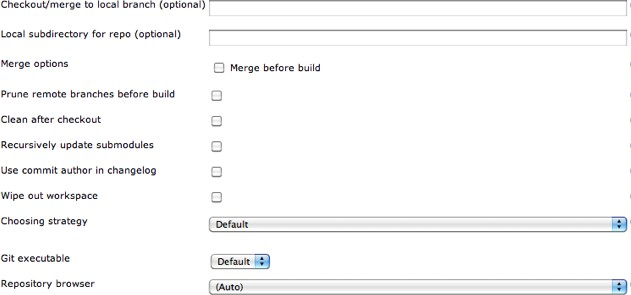 Checkout/merge to local branch (optional)
Local subdirectory for repo (optional)
Merge options Merge before build
Prune remote branches before build
Clean after checkout
Recursively update submodules
Use commit author in changelog
Wipe out workspace
Choosing strategy Default
Git executable Default
Repository browser (Auto)